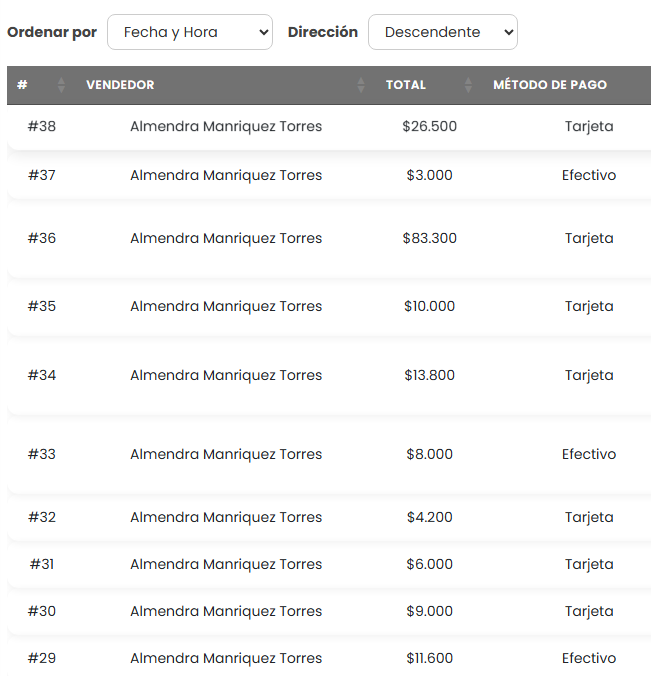 Ordenar por Fecha y Hora Dirección Descendente
# VENDEDOR TOTAL MÉTODO DE PAGO
#38 Almendra Manriquez Torres $26.500 Tarjeta
#37 Almendra Manriquez Torres $3.000 Efectivo
#36 Almendra Manriquez Torres $83.300 Tarjeta
#35 Almendra Manriquez Torres $10.000 Tarjeta
#34 Almendra Manriquez Torres $13.800 Tarjeta
#33 Almendra Manriquez Torres $8.000 Efectivo
#32 Almendra Manriquez Torres $4.200 Tarjeta
#31 Almendra Manriquez Torres $6.000 Tarjeta
#30 Almendra Manriquez Torres $9.000 Tarjeta
#29 Almendra Manriquez Torres $11.600 Efectivo